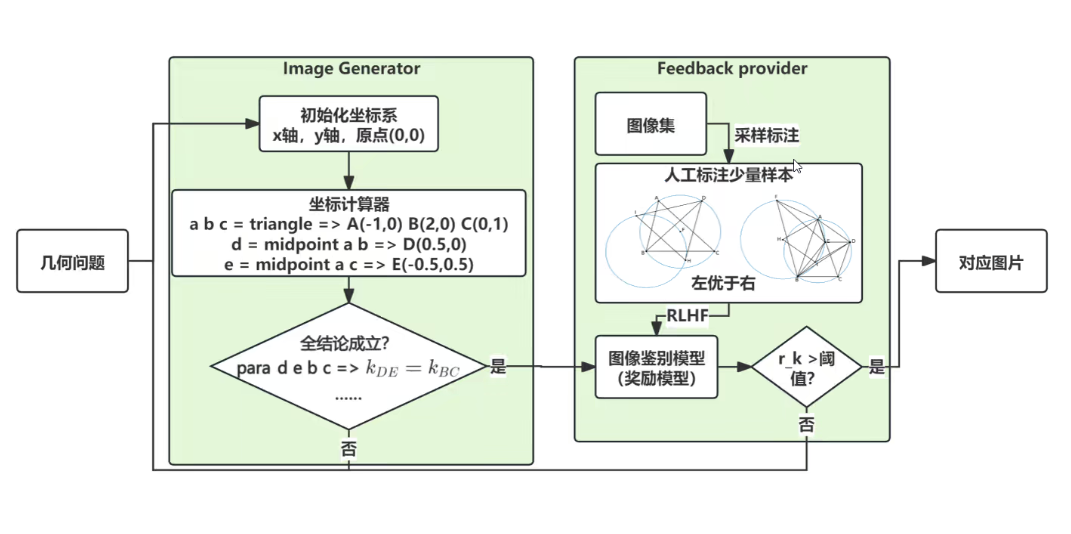 几何问题
Image Generator
初始化坐标系
x轴，y轴，原点(0,0)
坐标计算器
a b c = triangle => A(-1,0) B(2,0) C(0,1)
d = midpoint a b => D(0.5,0)
e = midpoint a c => E(-0.5,0.5)
全结论成立?
para d e b c => k_{DE} = k_{BC}
......
是
否
Feedback provider
图像集
采样标注
人工标注少量样本
左优于右
RLHF
图像鉴别模型
（奖励模型）
r_k >阈
值?
是
否
对应图片